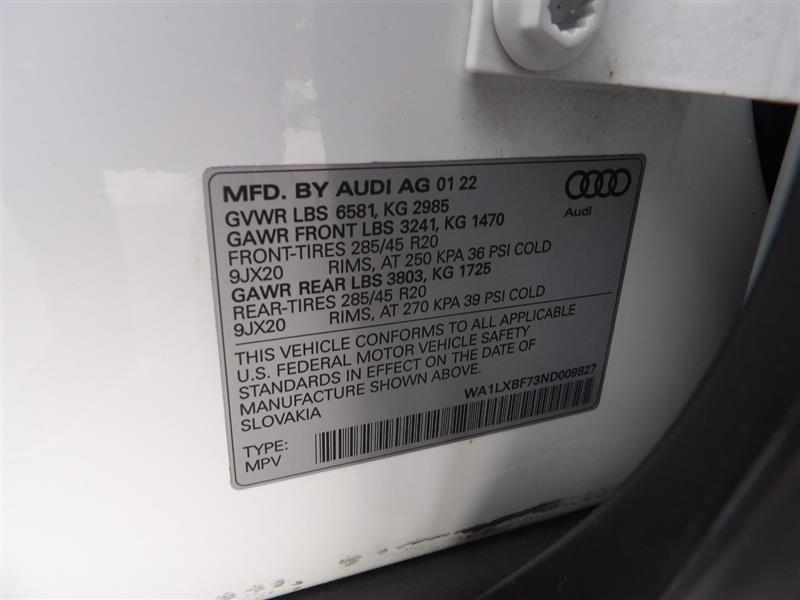 MFD. BY AUDI AG 01 22
Audi
GVWR LBS 6581, KG 2985
GAWR FRONT LBS 3241, KG 1470
FRONT-TIRES 285/45 R20
9JX20 RIMS, AT 250 KPA 36 PSI COLD
GAWR REAR LBS 3803, KG 1725
REAR-TIRES 285/45 R20
9JX20 RIMS, AT 270 KPA 39 PSI COLD
THIS VEHICLE CONFORMS TO ALL APPLICABLE
U.S. FEDERAL MOTOR VEHICLE SAFETY
STANDARDS IN EFFECT ON THE DATE OF
MANUFACTURE SHOWN ABOVE.
SLOVAKIA
WA1LXBF73ND009827
TYPE:
MPV